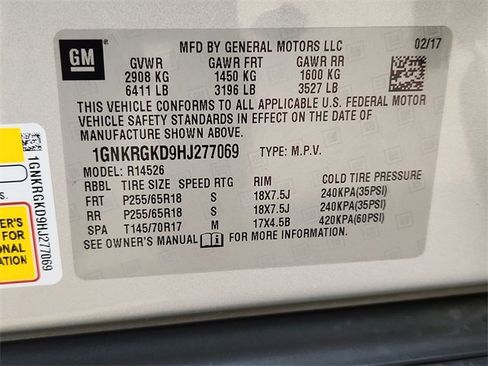 GM
MFD BY GENERAL MOTORS LLC
02/17
GVWR GAWR FRT GAWR RR
2908 KG 1450 KG 1600 KG
6411 LB 3196 LB 3527 LB
THIS VEHICLE CONFORMS TO ALL APPLICABLE U.S. FEDERAL MOTOR
VEHICLE SAFETY STANDARDS IN EFFECT ON THE DATE OF
MANUFACTURE SHOWN ABOVE.
1GNKRGKD9HJ277069 TYPE: M.P.V.
MODEL: R14526
RBBL TIRE SIZE SPEED RTG RIM COLD TIRE PRESSURE
FRT P255/65R18 S 18X7.5J 240KPA(35PSI)
RR P255/65R18 S 18X7.5J 240KPA(35PSI)
SPA T145/70R17 M 17X4.5B 420KPA(60PSI)
SEE OWNER'S MANUAL FOR MORE INFORMATION.
1GNKRGKD9HJ277069
ER'S
FOR
ONAL
ATION